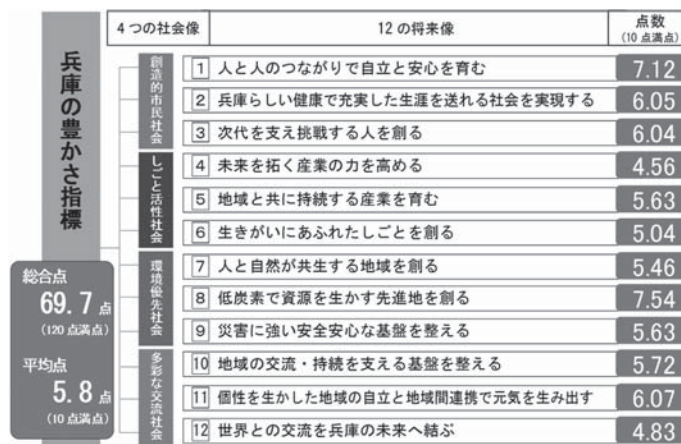 4つの社会像 12の将来像 点数
(10点満点)
兵庫の豊かさ指標
総合点
69.7点
(120点満点)
平均点
5.8点
(10点満点)
創造的市民社会
1 人と人のつながりで自立と安心を育む 7.12
2 兵庫らしい健康で充実した生涯を送れる社会を実現する 6.05
3 次代を支え挑戦する人を創る 6.04
しごと活性社会
4 未来を拓く産業の力を高める 4.56
5 地域と共に持続する産業を育む 5.63
6 生きがいにあふれたしごとを創る 5.04
環境優先社会
7 人と自然が共生する地域を創る 5.46
8 低炭素で資源を生かす先進地を創る 7.54
9 災害に強い安全安心な基盤を整える 5.63
多彩な交流社会
10 地域の交流・持続を支える基盤を整える 5.72
11 個性を生かした地域の自立と地域間連携で元気を生み出す 6.07
12 世界との交流を兵庫の未来へ結ぶ 4.83